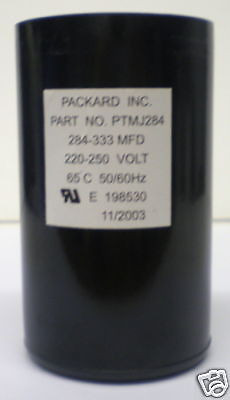 PACKARD INC.
PART NO. PTMJ284
284-333 MFD
220-250 VOLT
65°C 50/60Hz
E 198530
11/2003